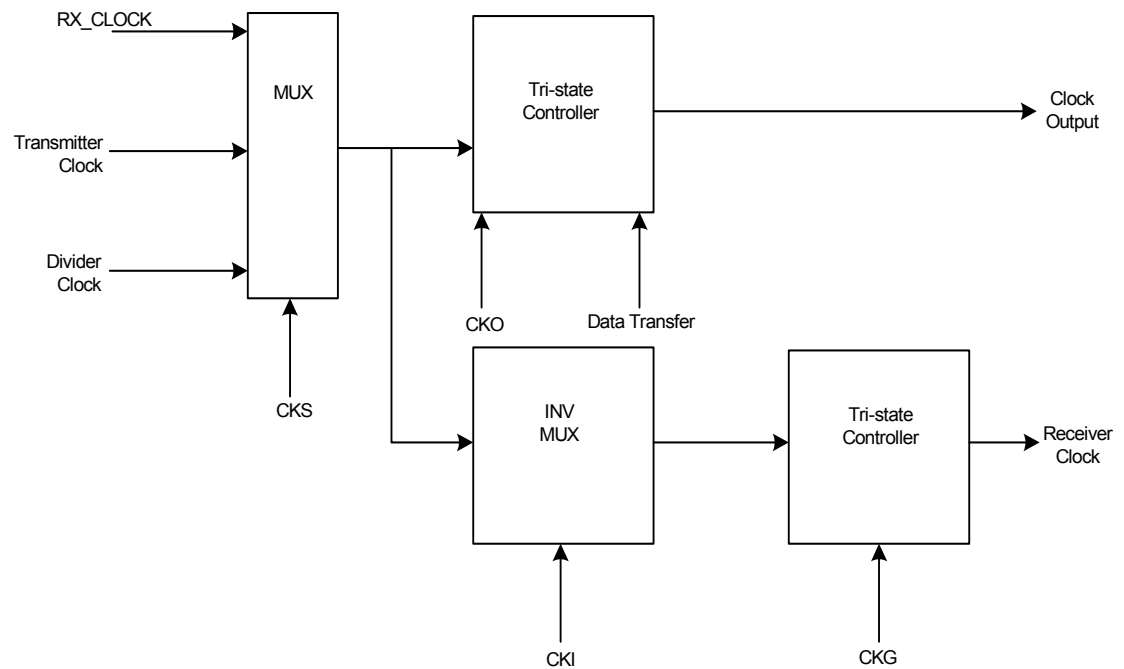 RX_CLOCK
MUX
Transmitter
Clock
Divider
Clock
CKS
Tri-state
Controller
Clock
Output
CKO
Data Transfer
INV
MUX
Tri-state
Controller
Receiver
Clock
CKI
CKG